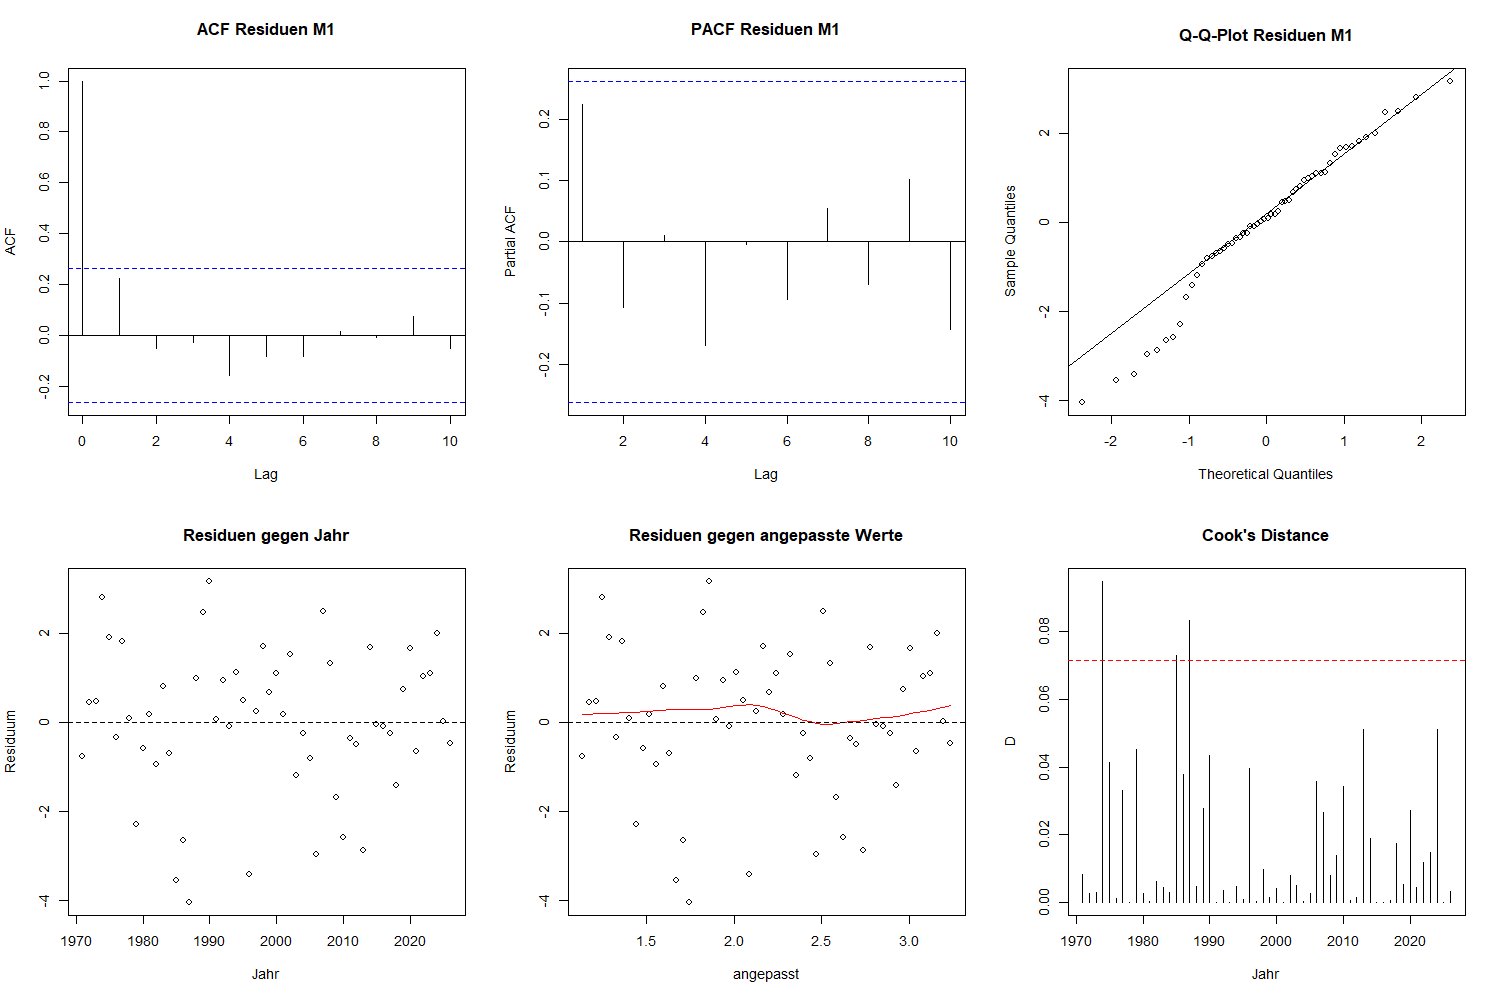 ACF Residuen M1
ACF
0.0 0.2 0.4 0.6 0.8 1.0
-0.2
0 2 4 6 8 10
Lag
PACF Residuen M1
Partial ACF
-0.2 -0.1 0.0 0.1 0.2
2 4 6 8 10
Lag
Q-Q-Plot Residuen M1
Sample Quantiles
-4 -2 0 2
-2 -1 0 1 2
Theoretical Quantiles
Residuen gegen Jahr
Residuum
-4 -2 0 2
1970 1980 1990 2000 2010 2020
Jahr
Residuen gegen angepasste Werte
Residuum
-4 -2 0 2
1.5 2.0 2.5 3.0
angepasst
Cook's Distance
D
0.00 0.02 0.04 0.06 0.08
1970 1980 1990 2000 2010 2020
Jahr